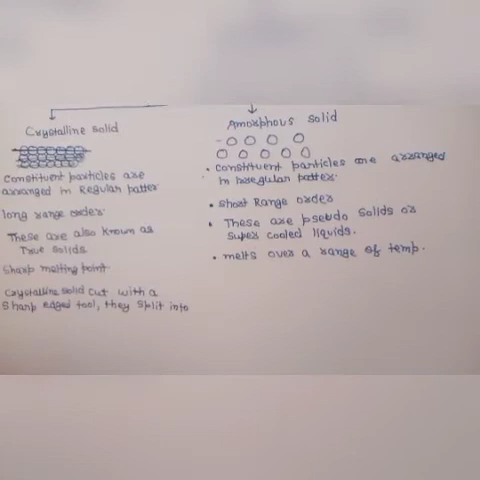 Crystalline solid
Constituent particles are
arranged in Regular patter
long range order
These are also known as
True solids
Sharp melting point
Crystalline solid cut with a
Sharp edged tool, they split into
Amorphous solid
• constituent particles are arranged
in irregular patter.
• short Range order
• These are pseudo solids or
super cooled liquids.
• melts over a range of temp.